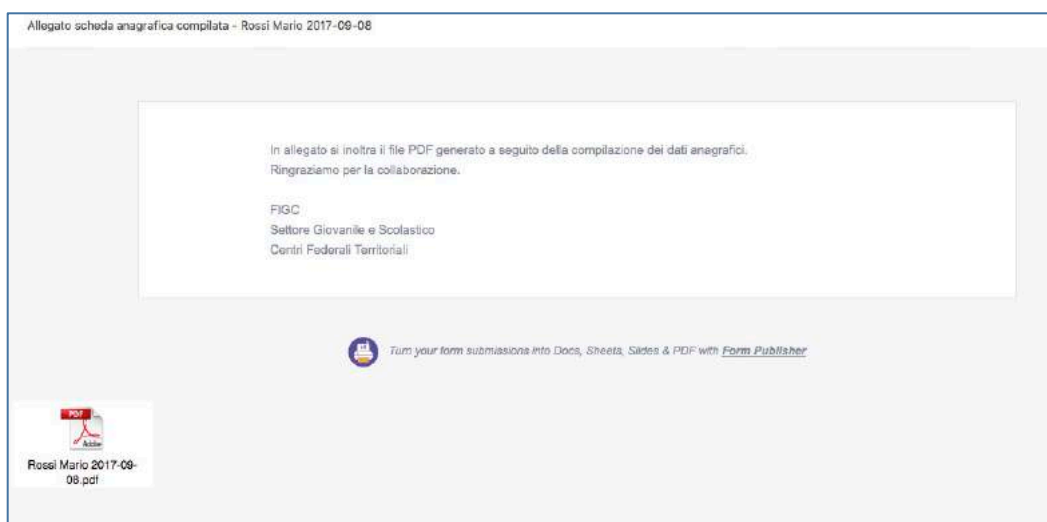 Allegato scheda anagrafica compilata - Rossi Mario 2017-09-08
In allegato si inoltra il file PDF generato a seguito della compilazione dei dati anagrafici.
Ringraziamo per la collaborazione.
FIGC
Settore Giovanile e Scolastico
Centri Federali Territoriali
Turn your form submissions into Docs, Sheets, Slides & PDF with Form Publisher
PDF
Adobe
Rossi Mario 2017-09-
08.pdf